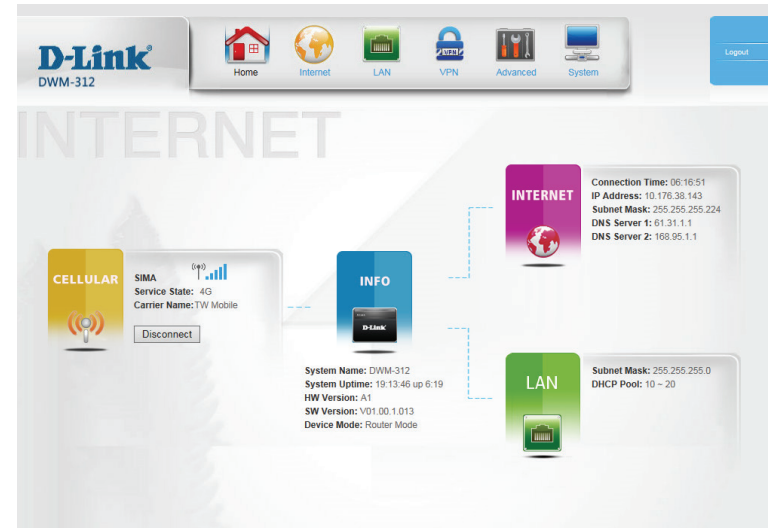 D-Link®
DWM-312
Home
Internet
LAN
VPN
VPN
Advanced
System
Logout
INTERNET
CELLULAR
SIMA
Service State: 4G
Carrier Name: TW Mobile
Disconnect
INFO
D-Link
System Name: DWM-312
System Uptime: 19:13:46 up 6:19
HW Version: A1
SW Version: V01.00.1.013
Device Mode: Router Mode
INTERNET
Connection Time: 06:16:51
IP Address: 10.176.38.143
Subnet Mask: 255.255.255.224
DNS Server 1: 61.31.1.1
DNS Server 2: 168.95.1.1
LAN
Subnet Mask: 255.255.255.0
DHCP Pool: 10 ~ 20